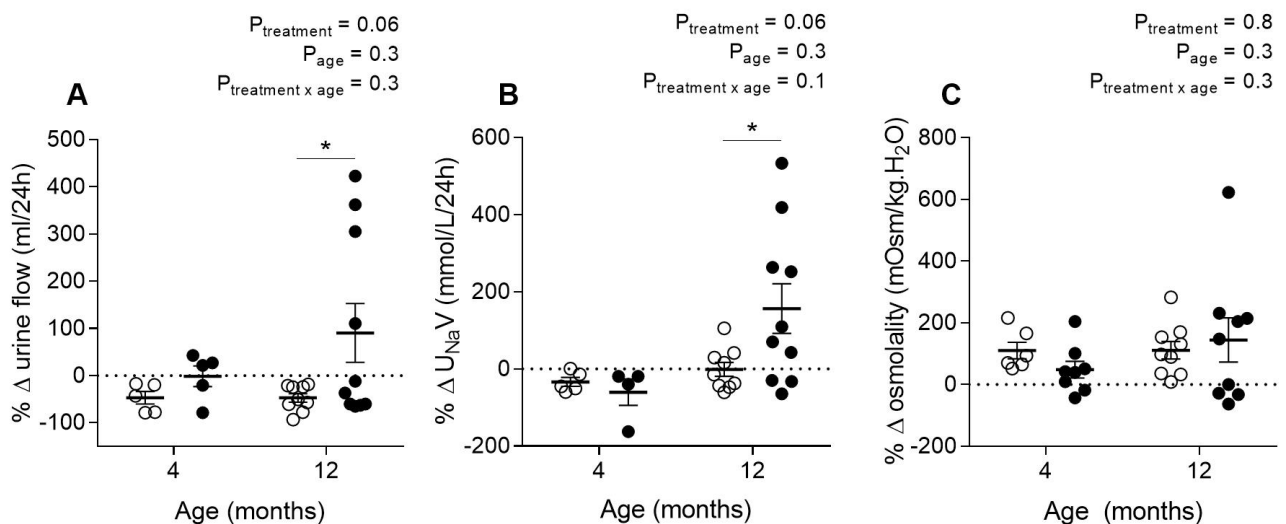 P_treatment = 0.06
P_age = 0.3
P_treatment x age = 0.3
A
% Δ urine flow (ml/24h)
500
400
300
200
100
0
-100
*
4
12
Age (months)
P_treatment = 0.06
P_age = 0.3
P_treatment x age = 0.1
B
% Δ U_NaV (mmol/L/24h)
600
400
200
0
-200
*
4
12
Age (months)
P_treatment = 0.8
P_age = 0.3
P_treatment x age = 0.3
C
% Δ osmolality (mOsm/kg.H₂O)
800
600
400
200
0
-200
4
12
Age (months)